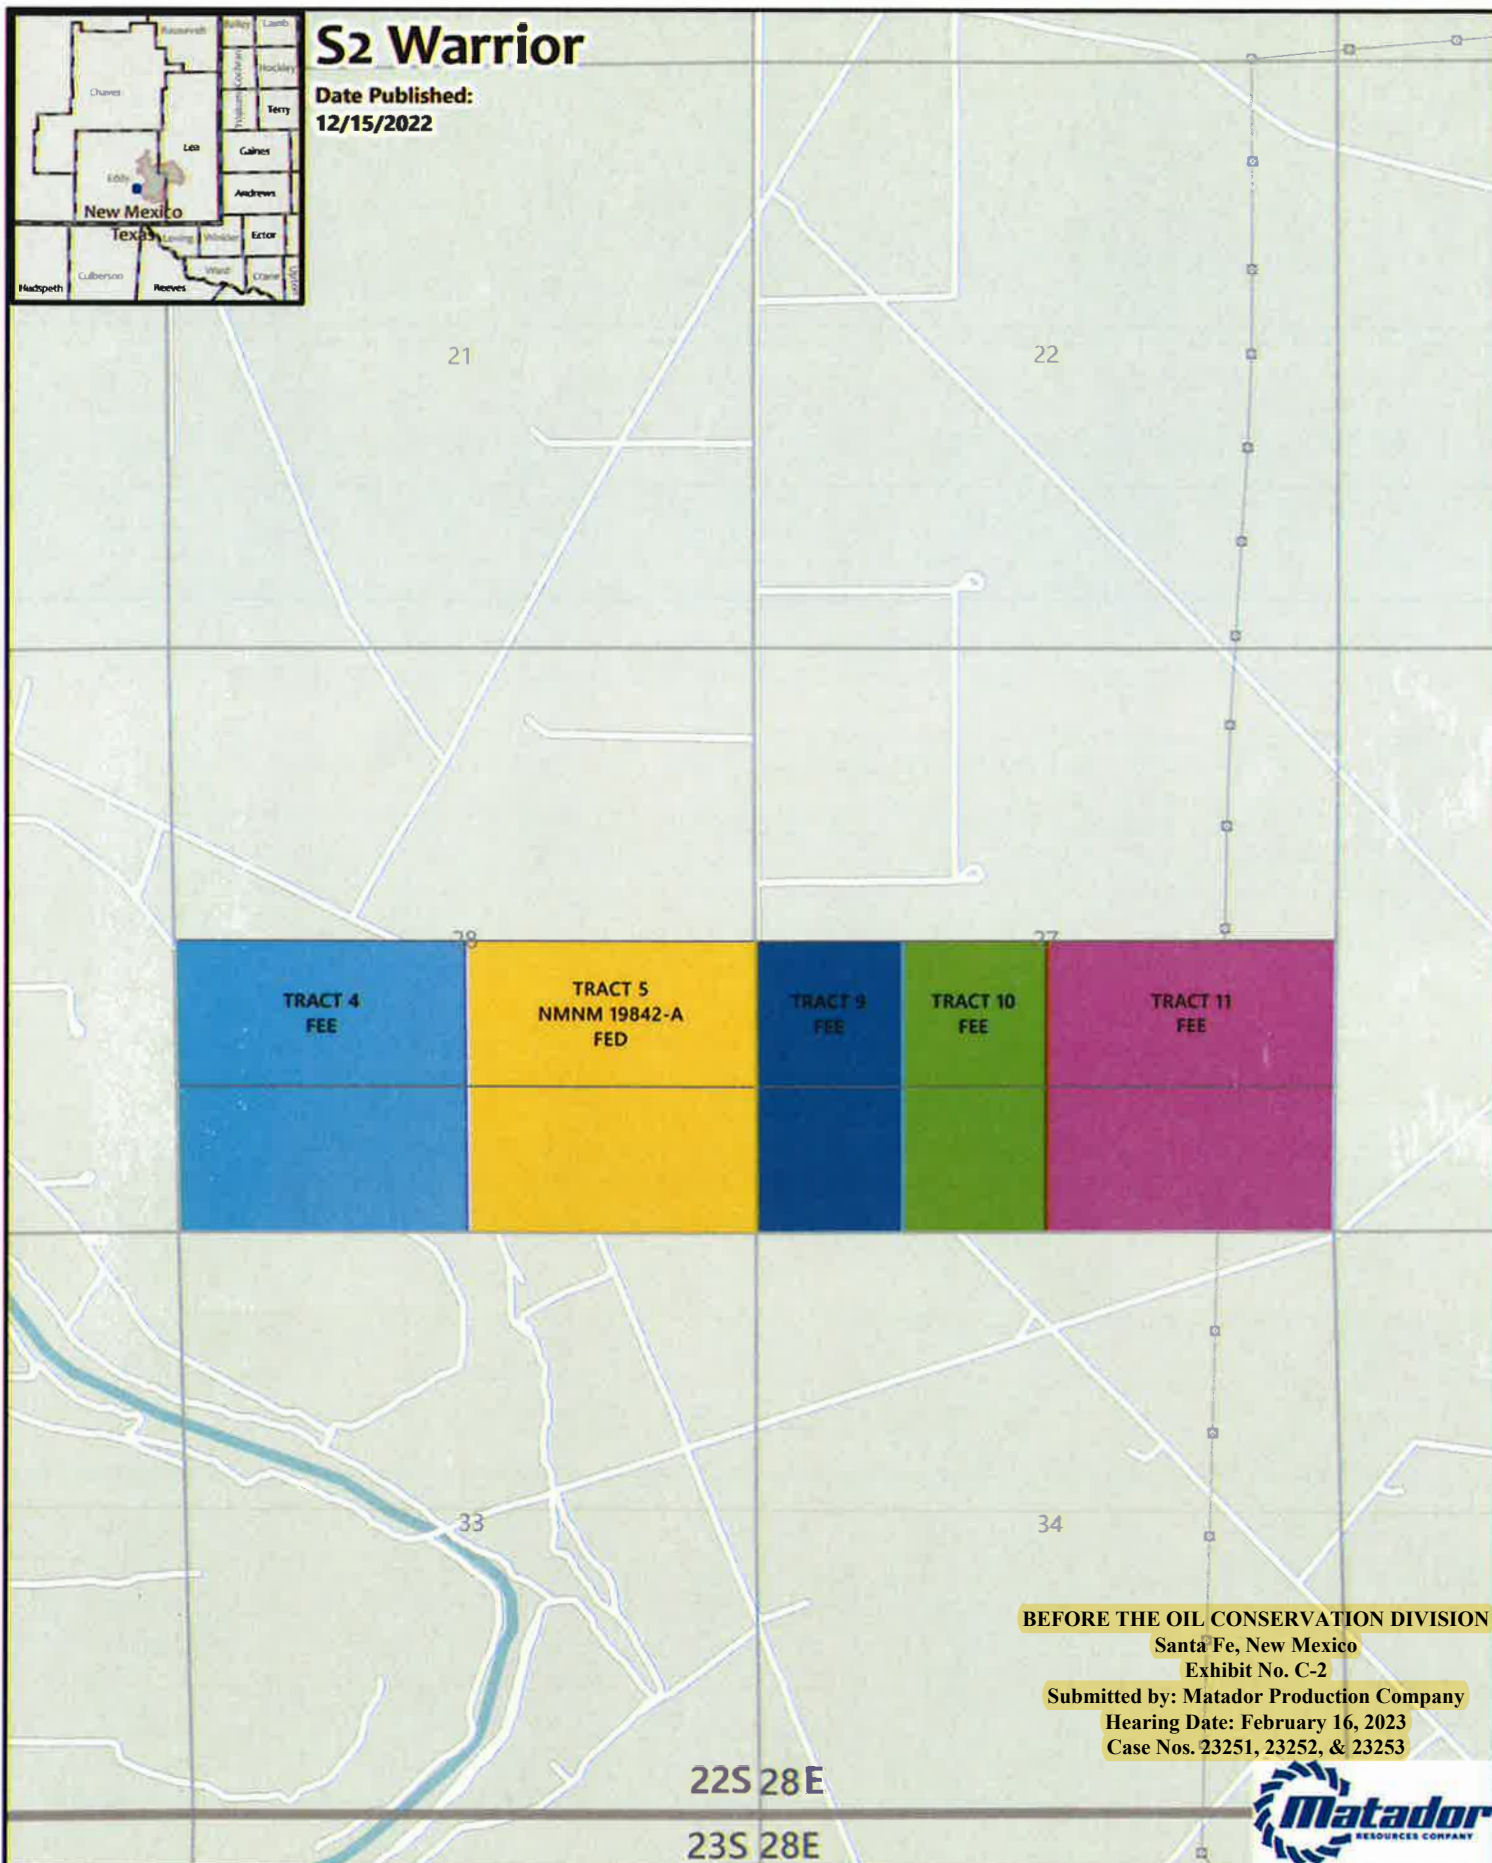 S2 Warrior
Date Published:
12/15/2022
Roosevelt
Bailey
Lamb
Chaves
Cochran
Hockley
Yoakum
Terry
Lea
Gaines
Eddy
Andrews
New Mexico
Texas
Loving
Winkler
Ector
Hudspeth
Culberson
Reeves
Ward
Crane
Upton
21
22
28
27
TRACT 4
FEE
TRACT 5
NMNM 19842-A
FED
TRACT 9
FEE
TRACT 10
FEE
TRACT 11
FEE
33
34
BEFORE THE OIL CONSERVATION DIVISION
Santa Fe, New Mexico
Exhibit No. C-2
Submitted by: Matador Production Company
Hearing Date: February 16, 2023
Case Nos. 23251, 23252, & 23253
22S 28E
23S 28E
Matador
RESOURCES COMPANY